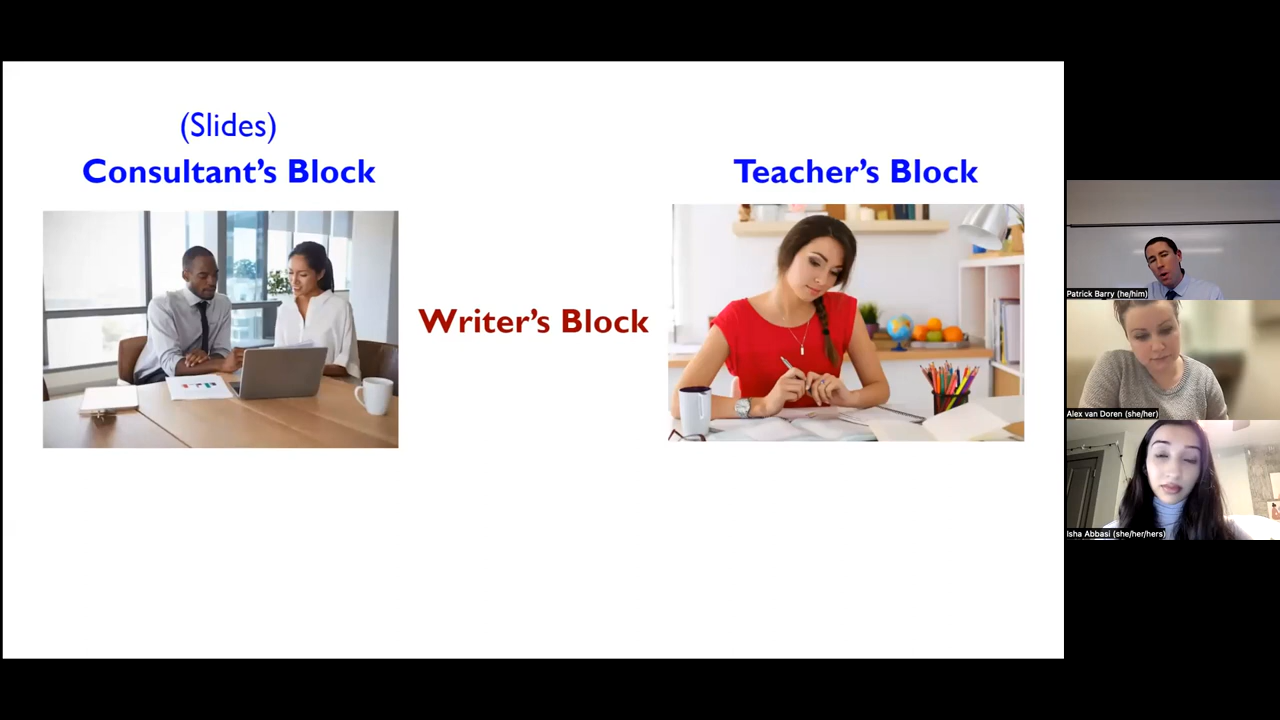 (Slides)
Consultant's Block
Teacher's Block
Writer's Block
Patrick Barry (he/him)
Alex van Doren (she/her)
Isha Abbasi (she/her/hers)